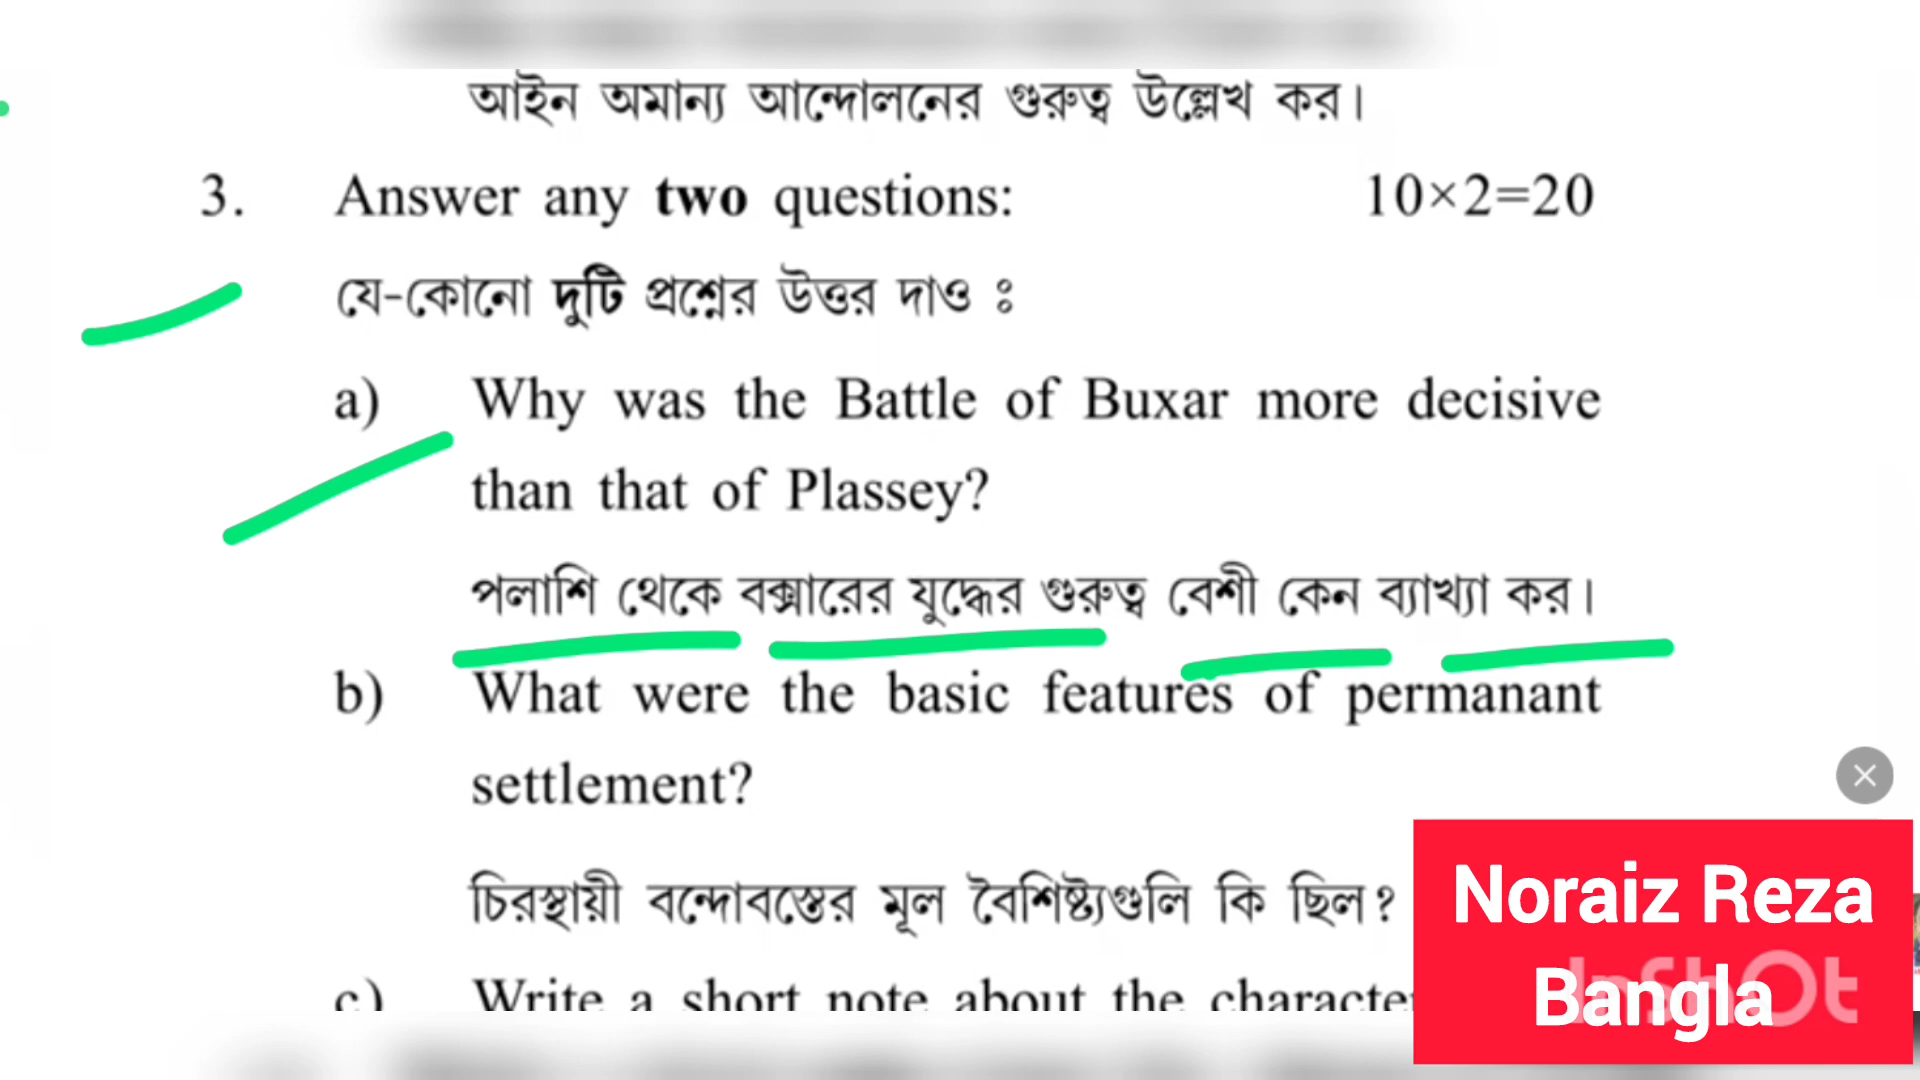 আইন অমান্য আন্দোলনের গুরুত্ব উল্লেখ কর।
3. Answer any two questions: 10×2=20
যে-কোনো দুটি প্রশ্নের উত্তর দাও ঃ
a) Why was the Battle of Buxar more decisive
than that of Plassey?
পলাশি থেকে বক্সারের যুদ্ধের গুরুত্ব বেশী কেন ব্যাখ্যা কর।
b) What were the basic features of permanant
settlement?
চিরস্থায়ী বন্দোবস্তের মূল বৈশিষ্ট্যগুলি কি ছিল?
c) Write a short note about the
Noraiz Reza
Bangla
InShOt